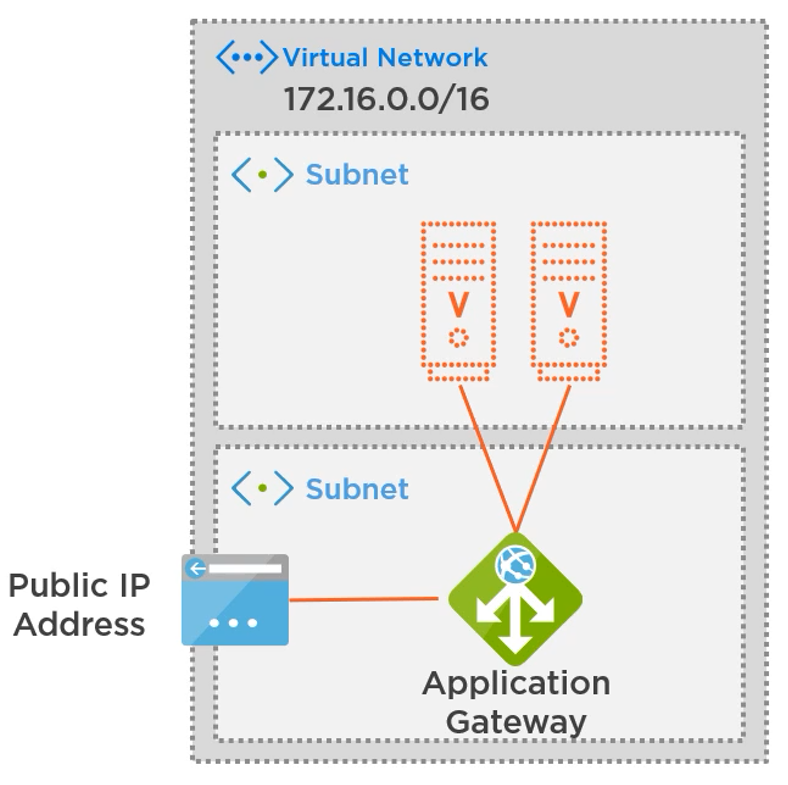 Virtual Network
172.16.0.0/16
Subnet
V V
Subnet
Public IP
Address
Application
Gateway